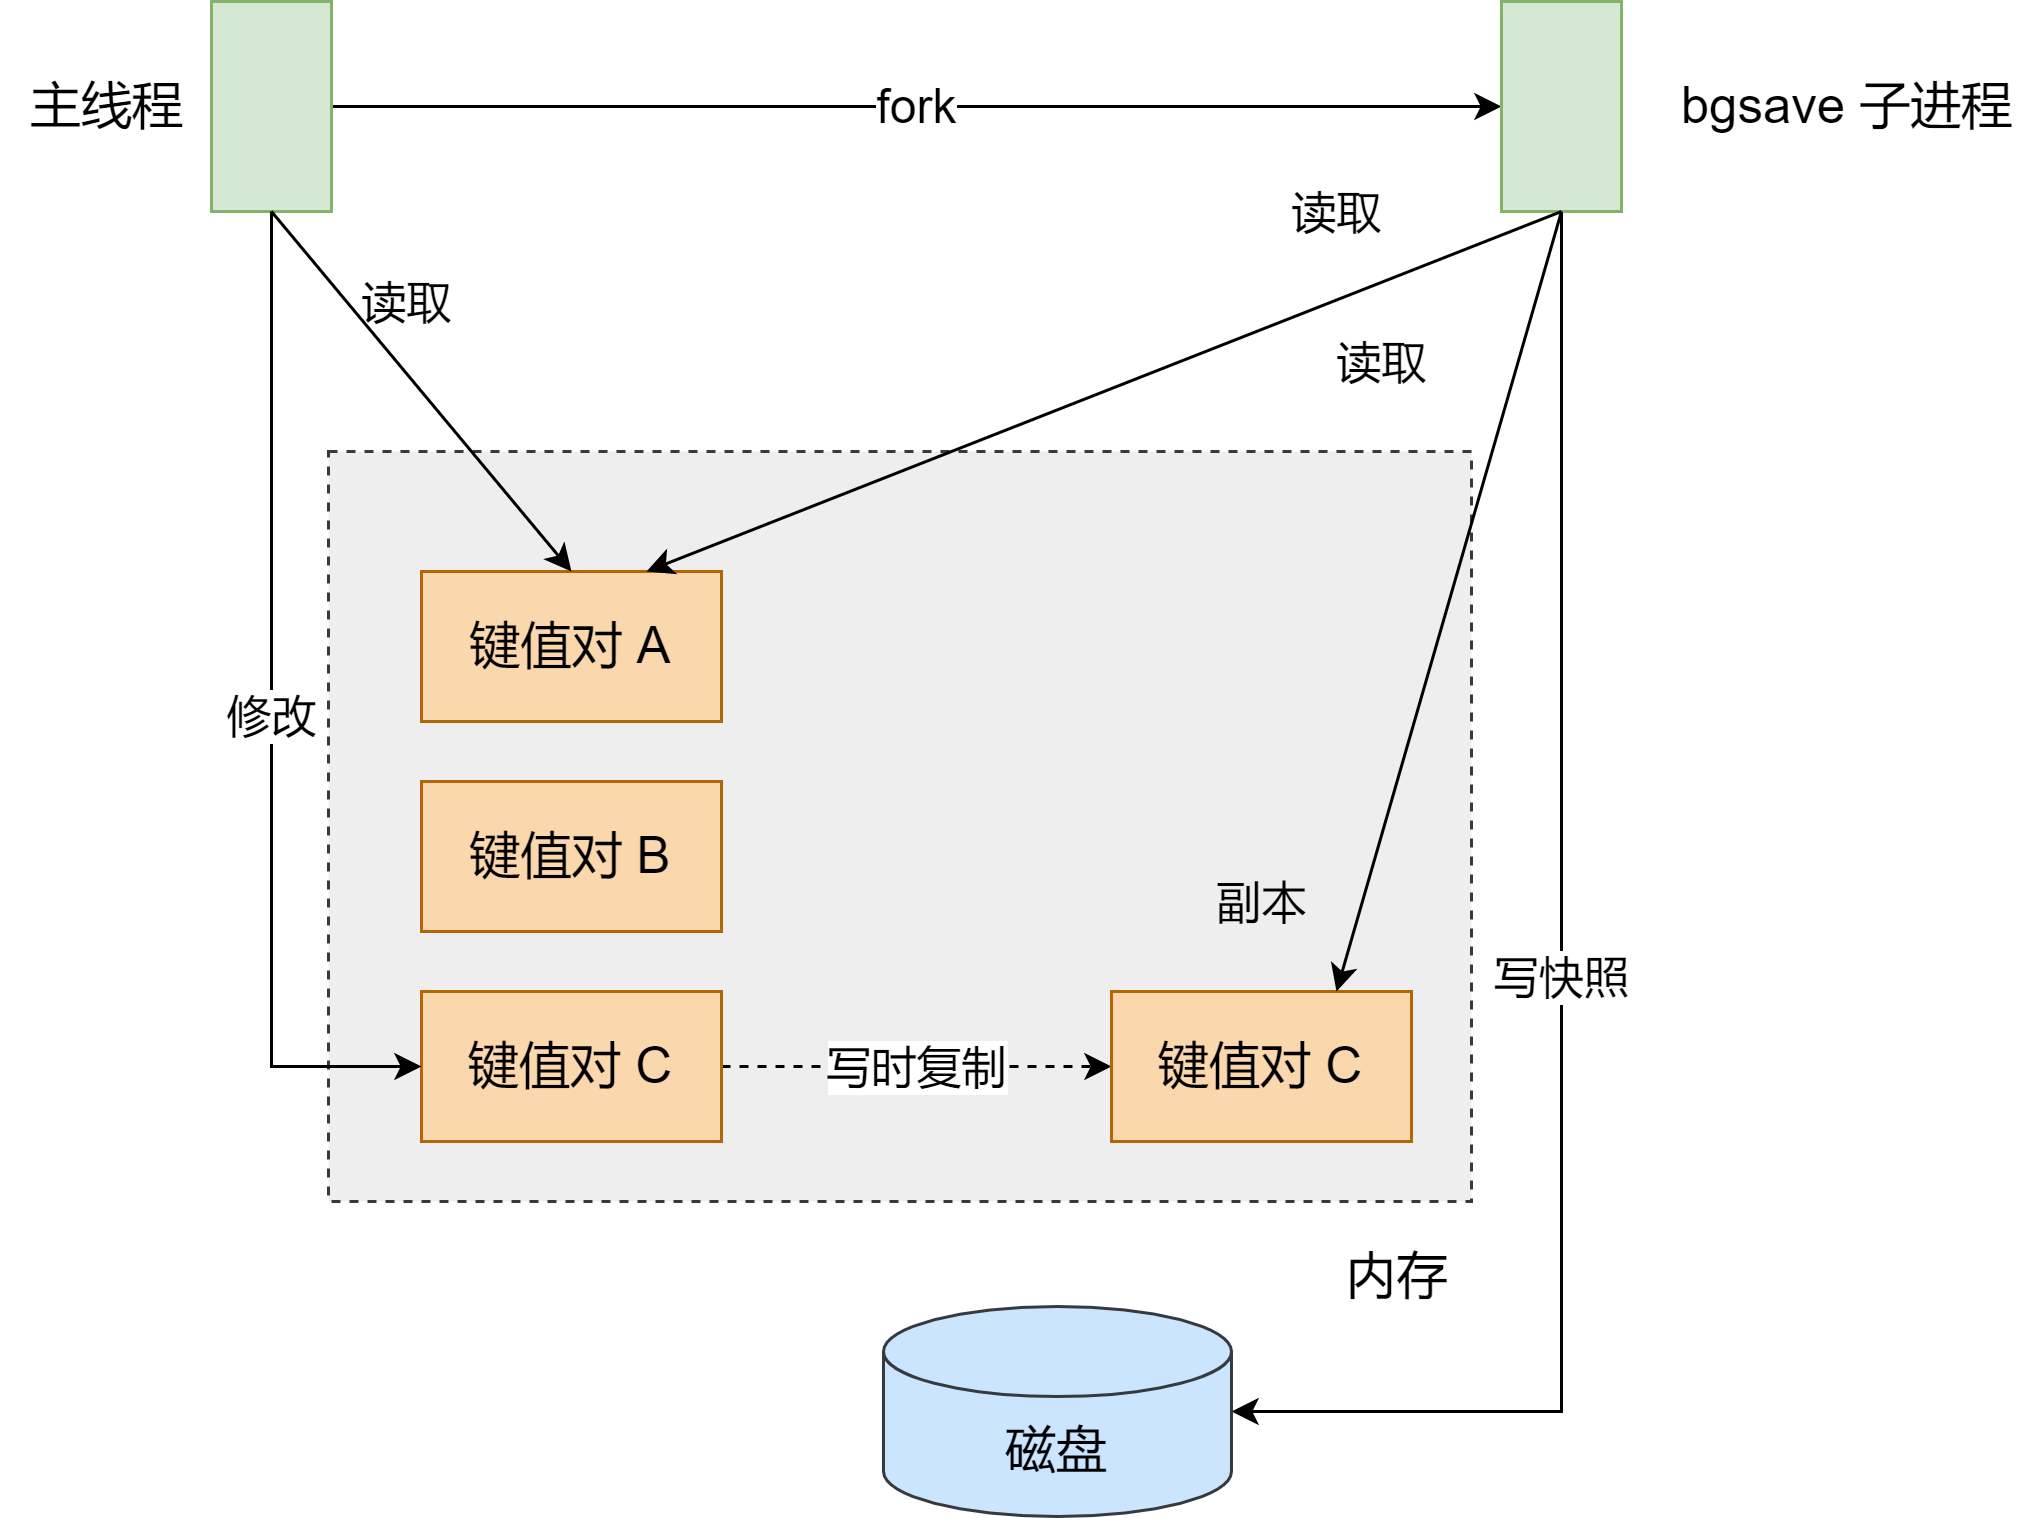 主线程
fork
bgsave 子进程
读取
读取
读取
键值对 A
修改
键值对 B
副本
写快照
键值对 C
写时复制
键值对 C
内存
磁盘